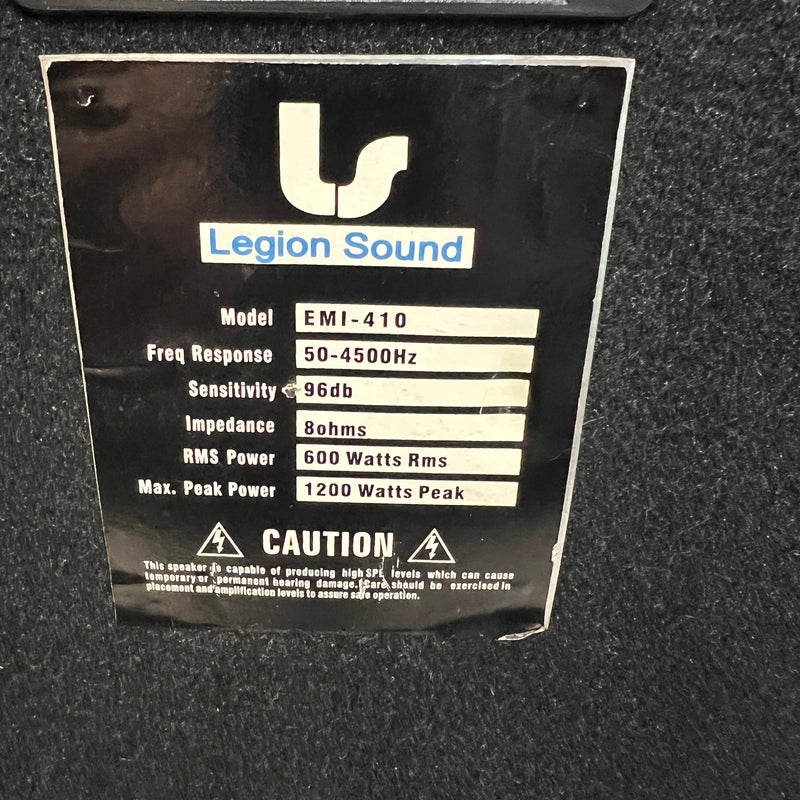 LS
Legion Sound
Model EMI-410
Freq Response 50-4500Hz
Sensitivity 96db
Impedance 8ohms
RMS Power 600 Watts Rms
Max. Peak Power 1200 Watts Peak
CAUTION
This speaker is capable of producing high SPL levels which can cause
temporary or permanent hearing damage. Care should be exercised in
placement and amplification levels to assure safe operation.